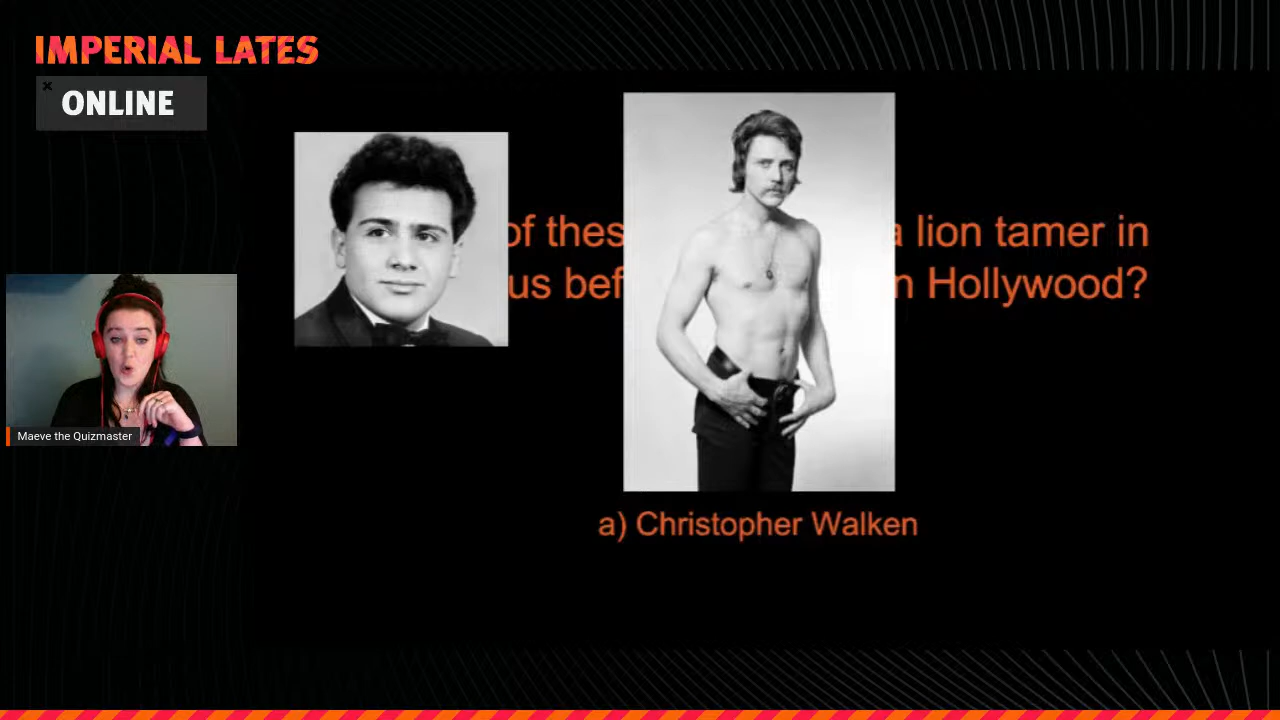 IMPERIAL LATES
ONLINE
of thes a lion tamer in
us bef n Hollywood?
Maeve the Quizmaster
a) Christopher Walken